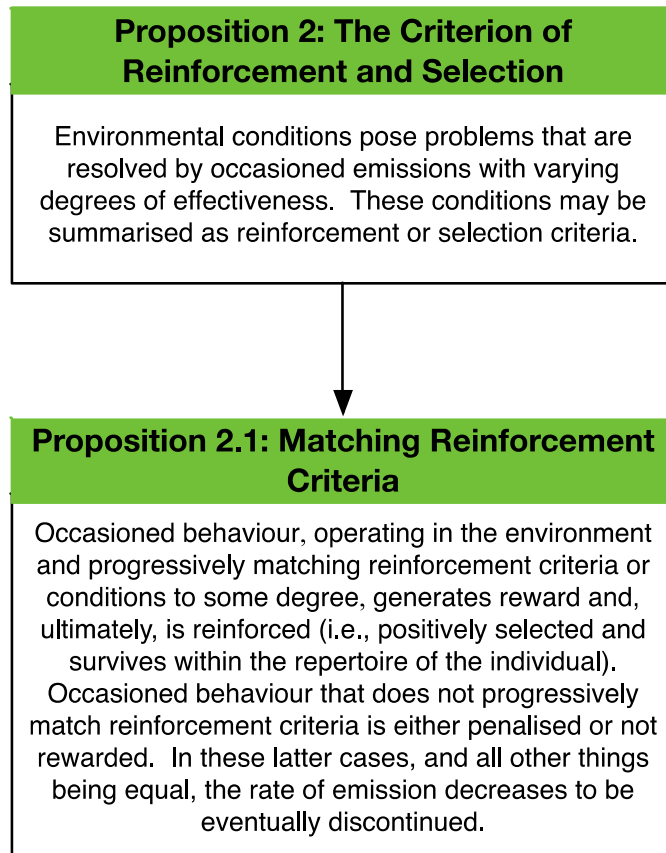 Proposition 2: The Criterion of
Reinforcement and Selection
Environmental conditions pose problems that are
resolved by occasioned emissions with varying
degrees of effectiveness.  These conditions may be
summarised as reinforcement or selection criteria.
Proposition 2.1: Matching Reinforcement
Criteria
Occasioned behaviour, operating in the environment
and progressively matching reinforcement criteria or
conditions to some degree, generates reward and,
ultimately, is reinforced (i.e., positively selected and
survives within the repertoire of the individual).
Occasioned behaviour that does not progressively
match reinforcement criteria is either penalised or not
rewarded.  In these latter cases, and all other things
being equal, the rate of emission decreases to be
eventually discontinued.